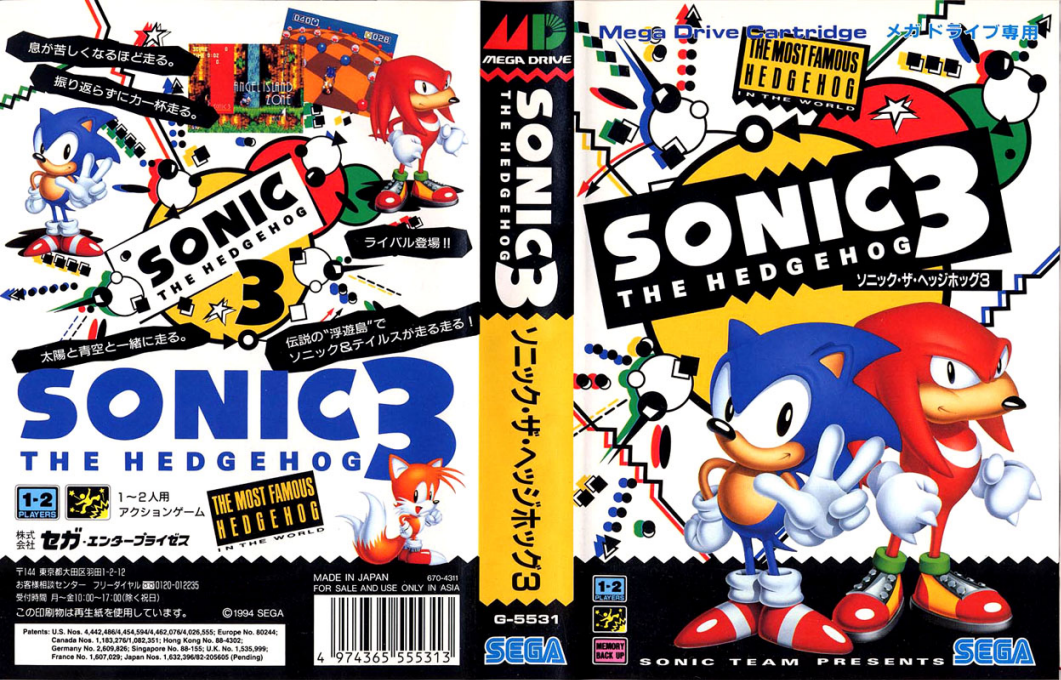 息が苦しくなるほど走る。
振り返らずに力一杯走る。
ANGEL ISLAND
ZONE
SONIC
THE HEDGEHOG
3
ライバル登場!!
太陽と青空と一緒に走る。
伝説の“浮遊島”で
ソニック&テイルスが走る走る!
SONIC 3
THE HEDGEHOG
1-2
PLAYERS
1〜2人用
アクションゲーム
THE MOST FAMOUS
HEDGEHOG
IN THE WORLD
株式会社 セガ・エンタープライゼス
〒144 東京都大田区羽田1-2-12
お客様相談センター フリーダイヤル 0120-012235
受付時間 月〜金10:00〜17:00(除く祝日)
この印刷物は再生紙を使用しています。
©1994 SEGA
MADE IN JAPAN 670-4311
FOR SALE AND USE ONLY IN ASIA
Patents: U.S. Nos. 4,442,486/4,454,594/4,462,076/4,026,555; Europe No. 80244;
Canada Nos. 1,183,276/1,082,351; Hong Kong No. 88-4302;
Germany No. 2,609,826; Singapore No. 88-155; U.K. No. 1,535,999;
France No. 1,607,029; Japan Nos. 1,632,396/82-205605 (Pending)
4 974365 555313
MD
MEGA DRIVE
SONIC 3
THE HEDGEHOG
ソニック・ザ・ヘッジホッグ3
G-5531
SEGA
Mega Drive Cartridge メガドライブ専用
THE MOST FAMOUS
HEDGEHOG
IN THE WORLD
SONIC 3
THE HEDGEHOG
ソニック・ザ・ヘッジホッグ3
1-2
PLAYERS
MEMORY
BACK UP
SONIC TEAM PRESENTS SEGA